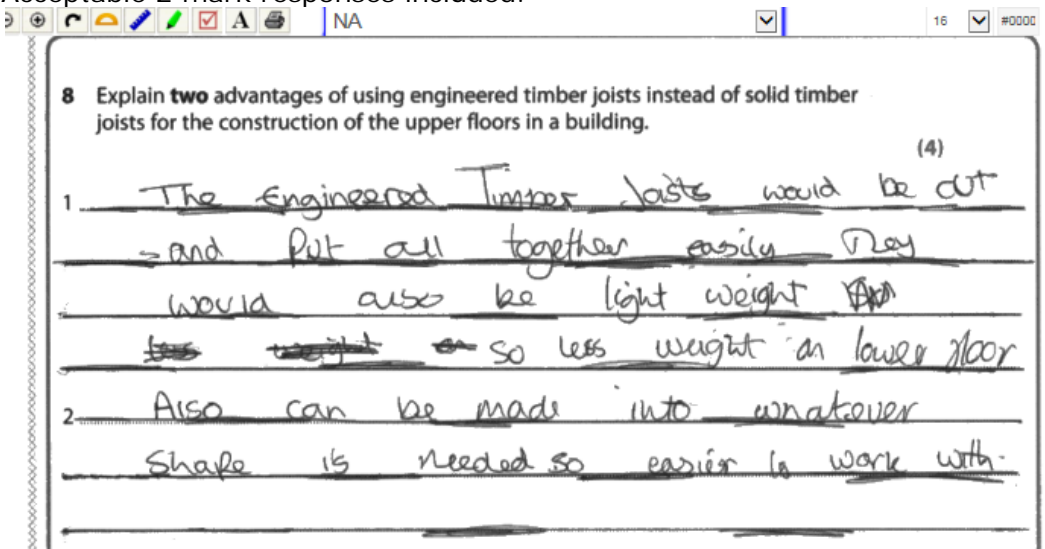 Acceptable 2 mark responses included:
A NA 16 #0000
8 Explain two advantages of using engineered timber joists instead of solid timber
joists for the construction of the upper floors in a building.
(4)
1 The Engineered Timber Joists would be cut
and Put all together easily They
would also be light weight
so less weight on lower floor
2 Also can be made into whatever
Shape is needed so easier to work with.